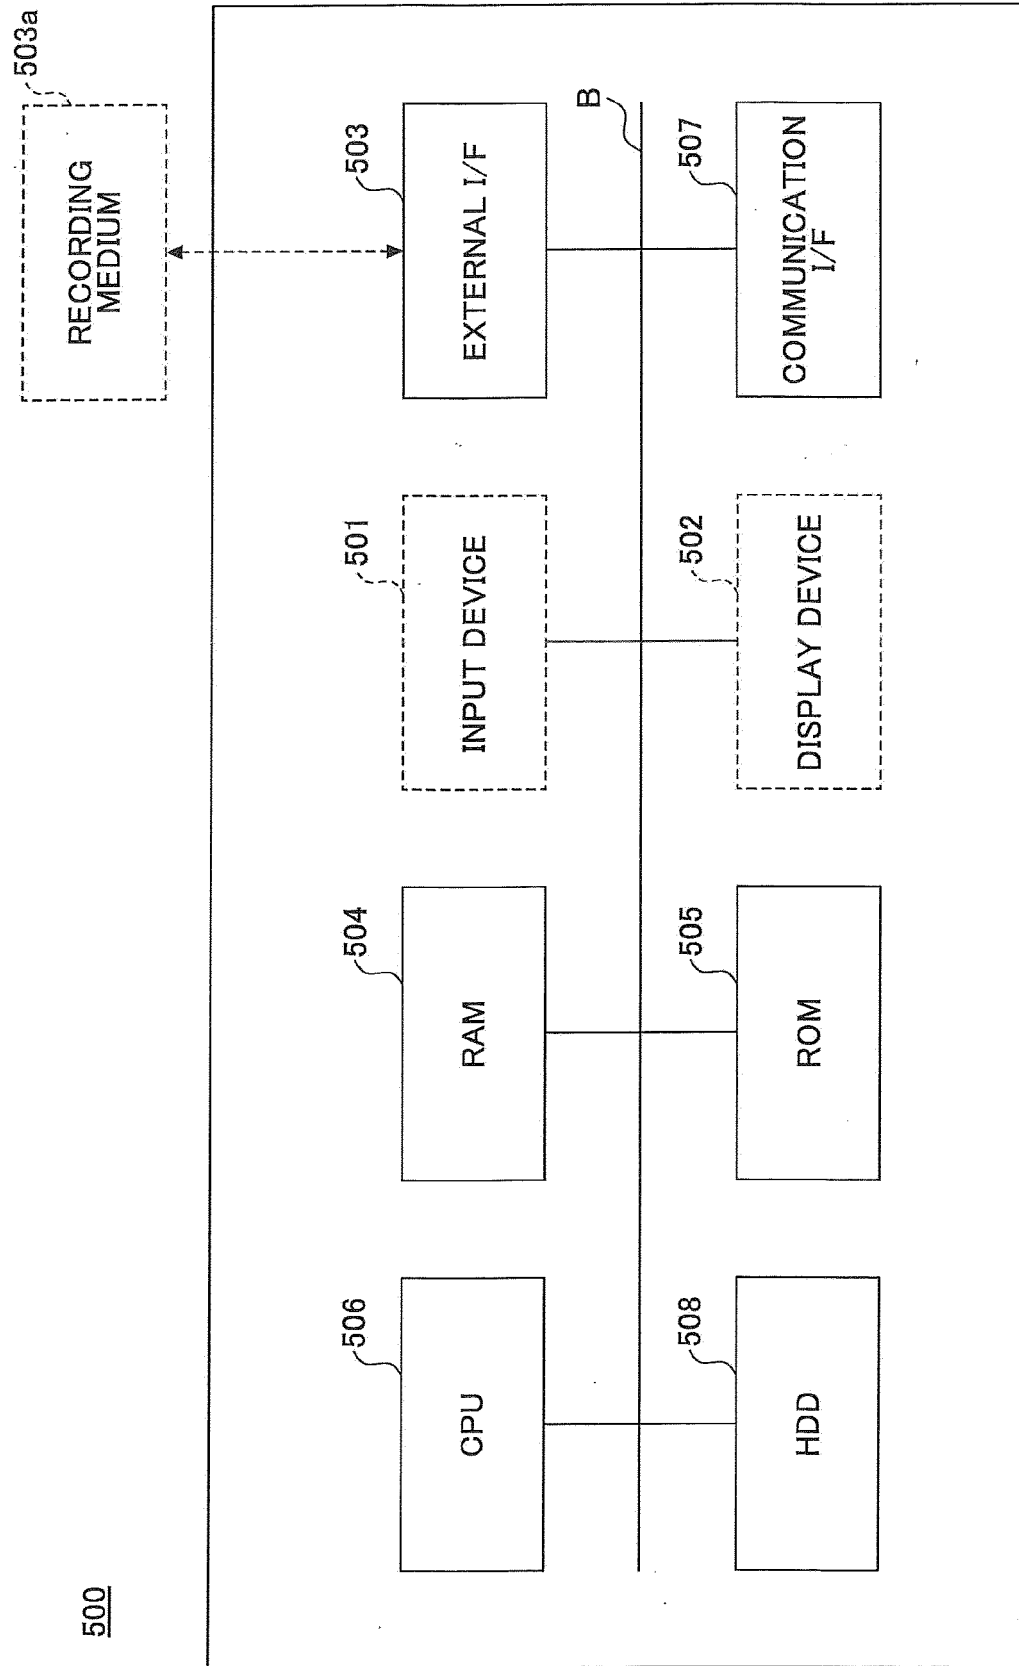 500
506
CPU
504
RAM
501
INPUT DEVICE
503
EXTERNAL I/F
503a
RECORDING
MEDIUM
B
508
HDD
505
ROM
502
DISPLAY DEVICE
507
COMMUNICATION
I/F